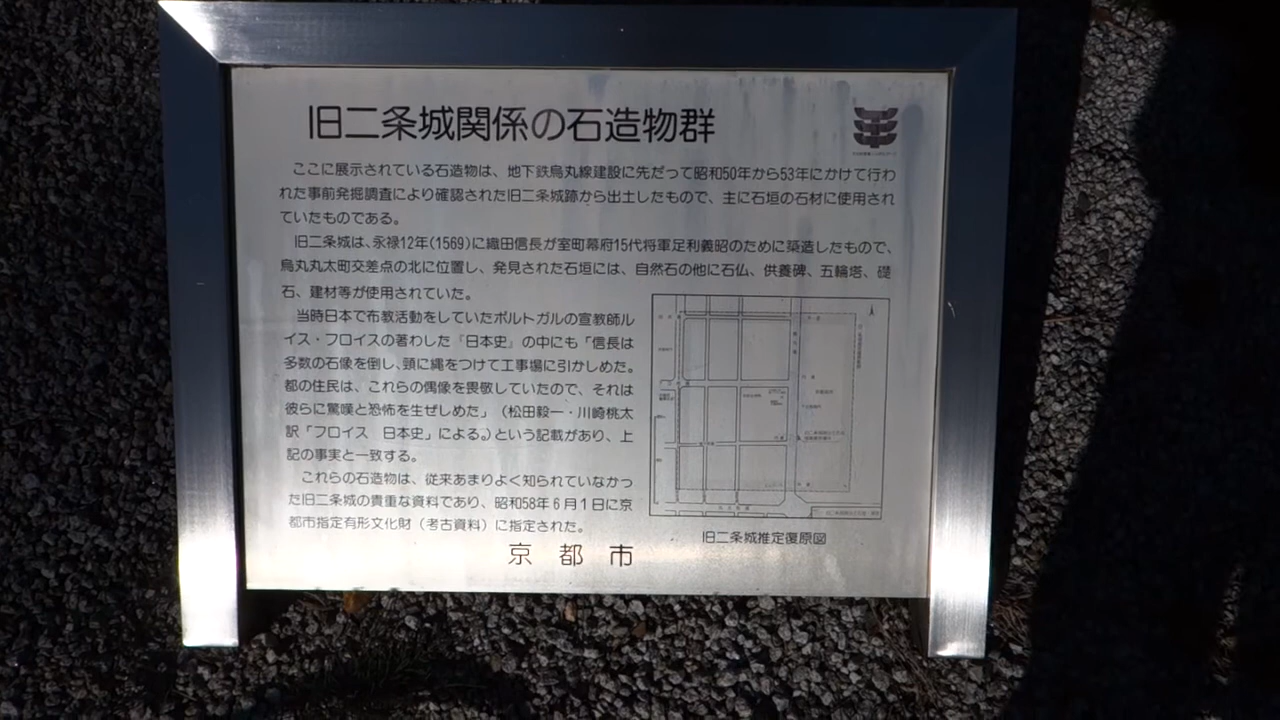 旧二条城関係の石造物群
ここに展示されている石造物は、地下鉄烏丸線建設に先だって昭和50年から53年にかけて行わ
れた事前発掘調査により確認された旧二条城跡から出土したもので、主に石垣の石材に使用され
ていたものである。
旧二条城は、永禄12年(1569)に織田信長が室町幕府15代将軍足利義昭のために築造したもので、
烏丸丸太町交差点の北に位置し、発見された石垣には、自然石の他に石仏、供養碑、五輪塔、礎
石、建材等が使用されていた。
当時日本で布教活動をしていたポルトガルの宣教師ル
イス・フロイスの著わした「日本史」の中にも「信長は
多数の石像を倒し、頸に縄をつけて工事場に引かしめた。
都の住民は、これらの偶像を畏敬していたので、それは
彼らに驚嘆と恐怖を生ぜしめた」（松田毅一・川崎桃太
訳「フロイス　日本史」による。）という記載があり、上
記の事実と一致する。
これらの石造物は、従来あまりよく知られていなかっ
た旧二条城の貴重な資料であり、昭和58年6月1日に京
都市指定有形文化財（考古資料）に指定された。
旧二条城推定復原図
京都市